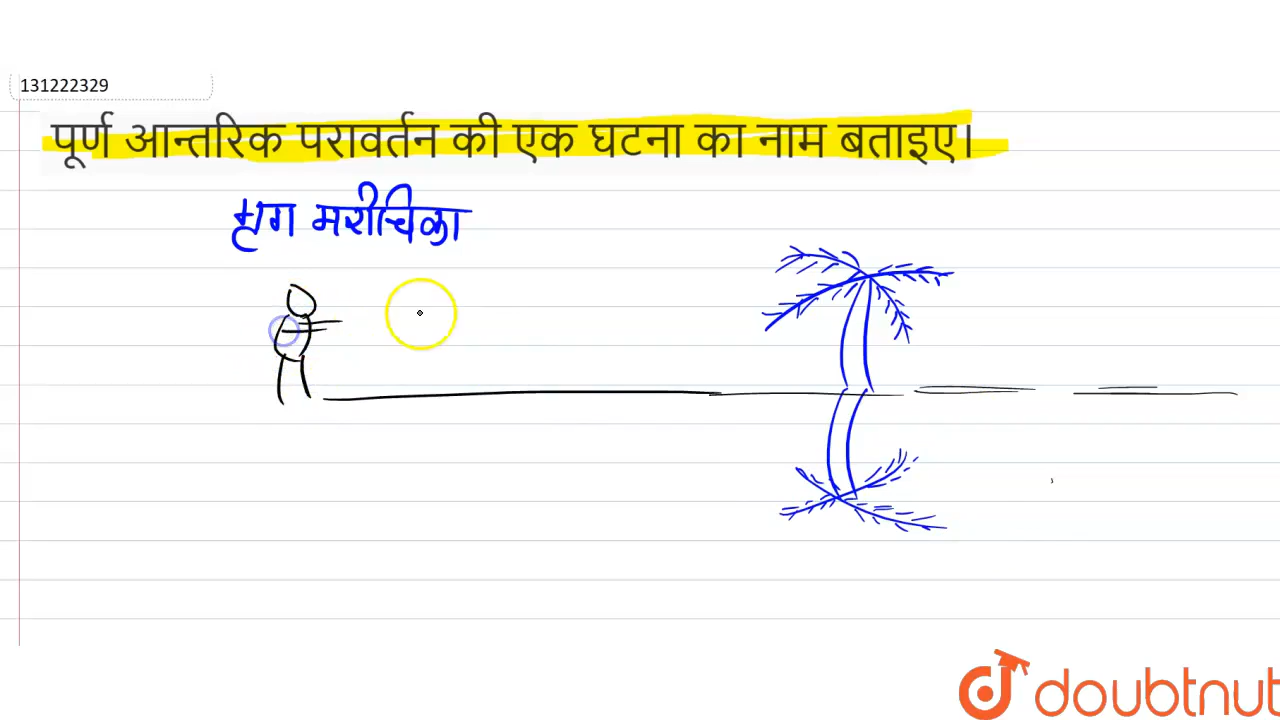 131222329
पूर्ण आन्तरिक परावर्तन की एक घटना का नाम बताइए।
मृग मरीचिका
doubtnut